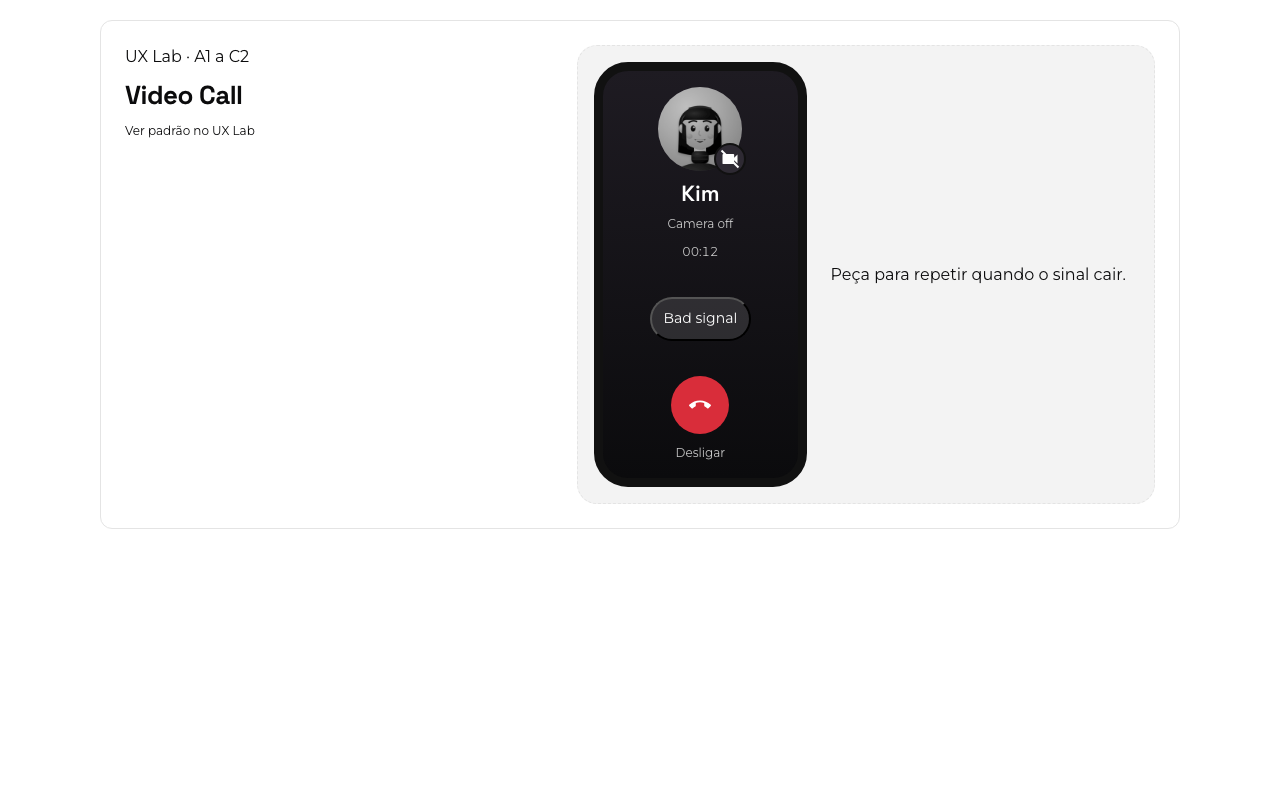 UX Lab · A1 a C2
Video Call
Ver padrão no UX Lab
Kim
Camera off
00:12
Bad signal
Desligar
Peça para repetir quando o sinal cair.